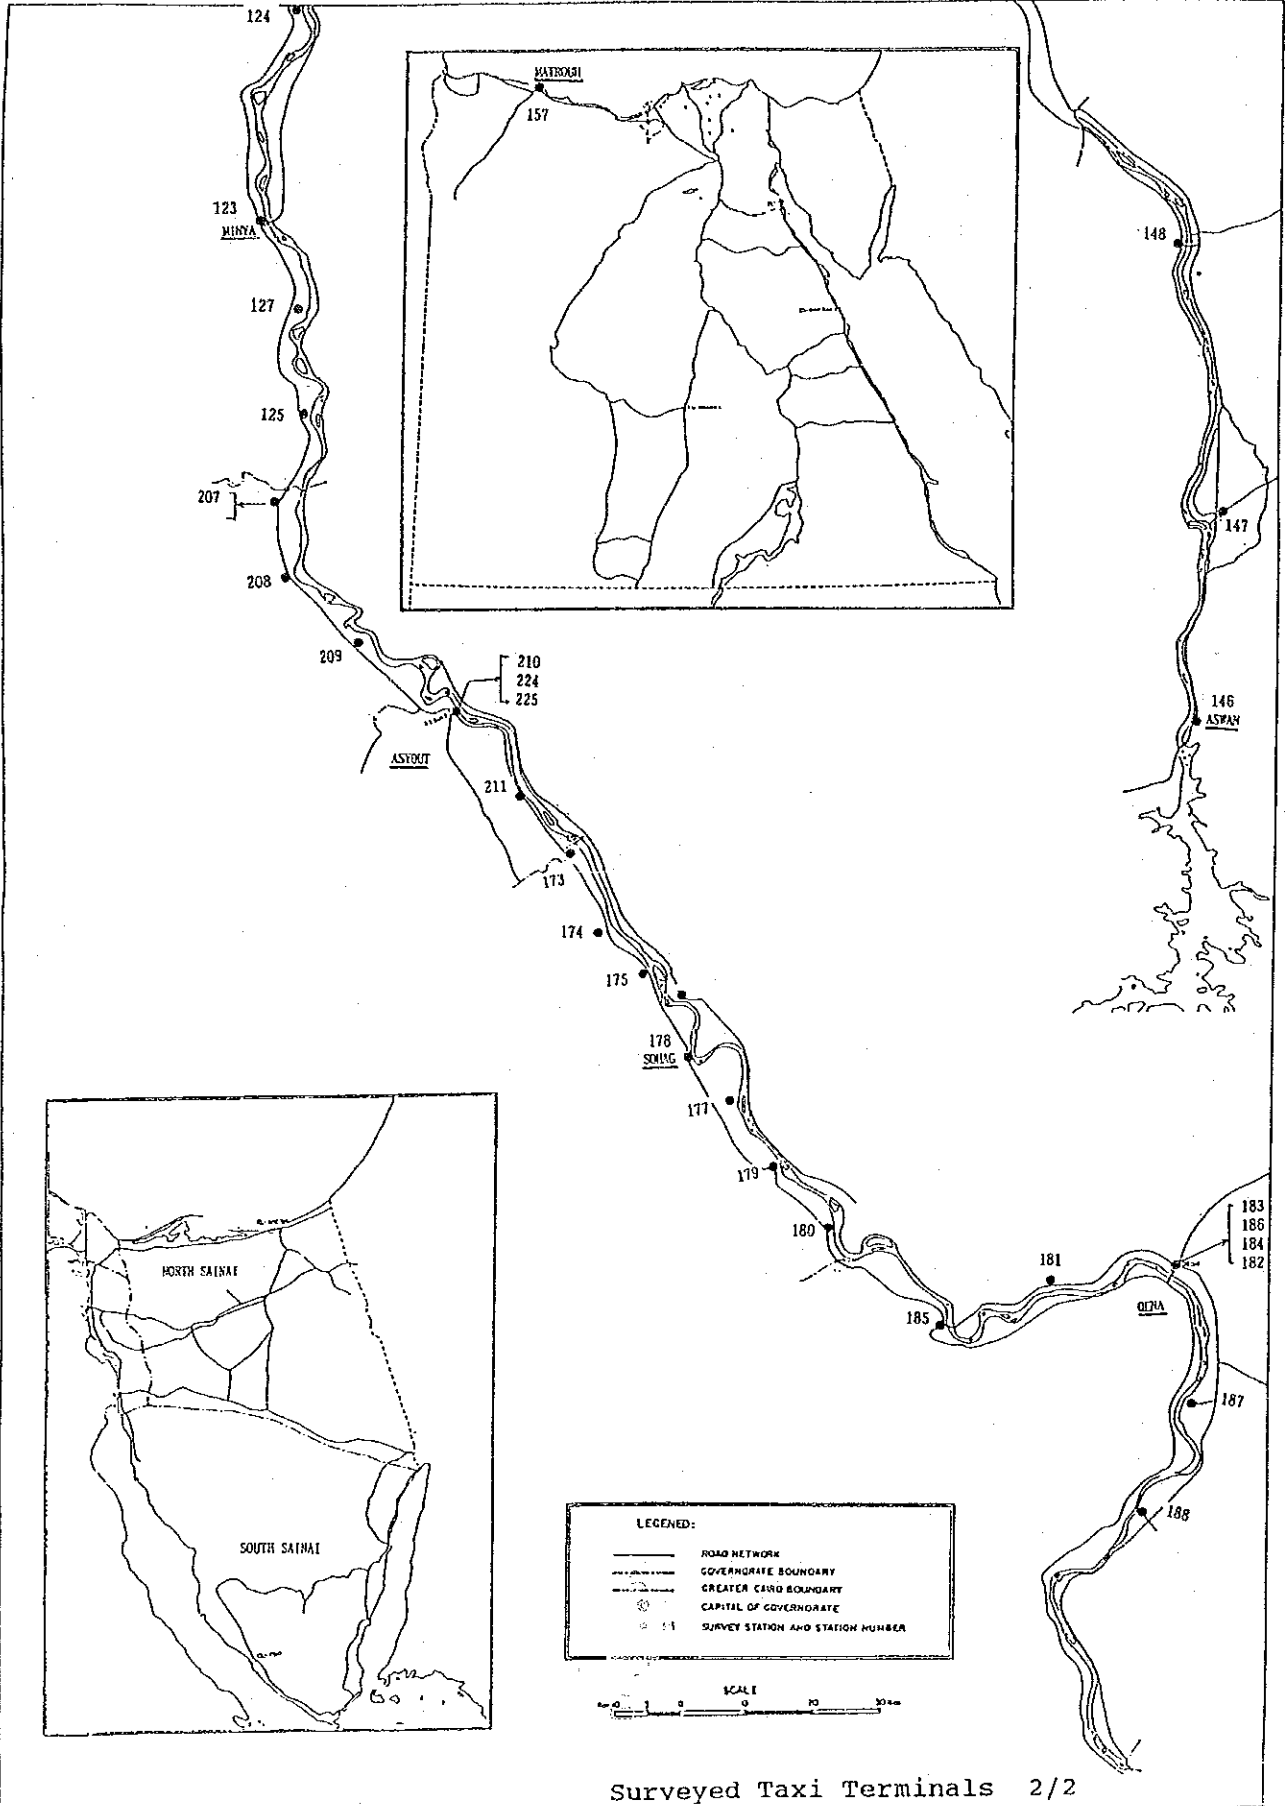 124
MATROUH
157
123
MINYA
148
127
125
207
147
208
209
210
224
225
146
ASWAN
ASYOUT
211
173
174
175
178
SOHAG
177
179
183
186
184
182
180
181
NORTH SAINAI
185
QENA
187
188
LEGENED:
ROAD NETWORK
GOVERNORATE BOUNDARY
GREATER CAIRO BOUNDARY
SOUTH SAINAI
CAPITAL OF GOVERNORATE
SURVEY STATION AND STATION NUMBER
SCALE
Surveyed Taxi Terminals 2/2